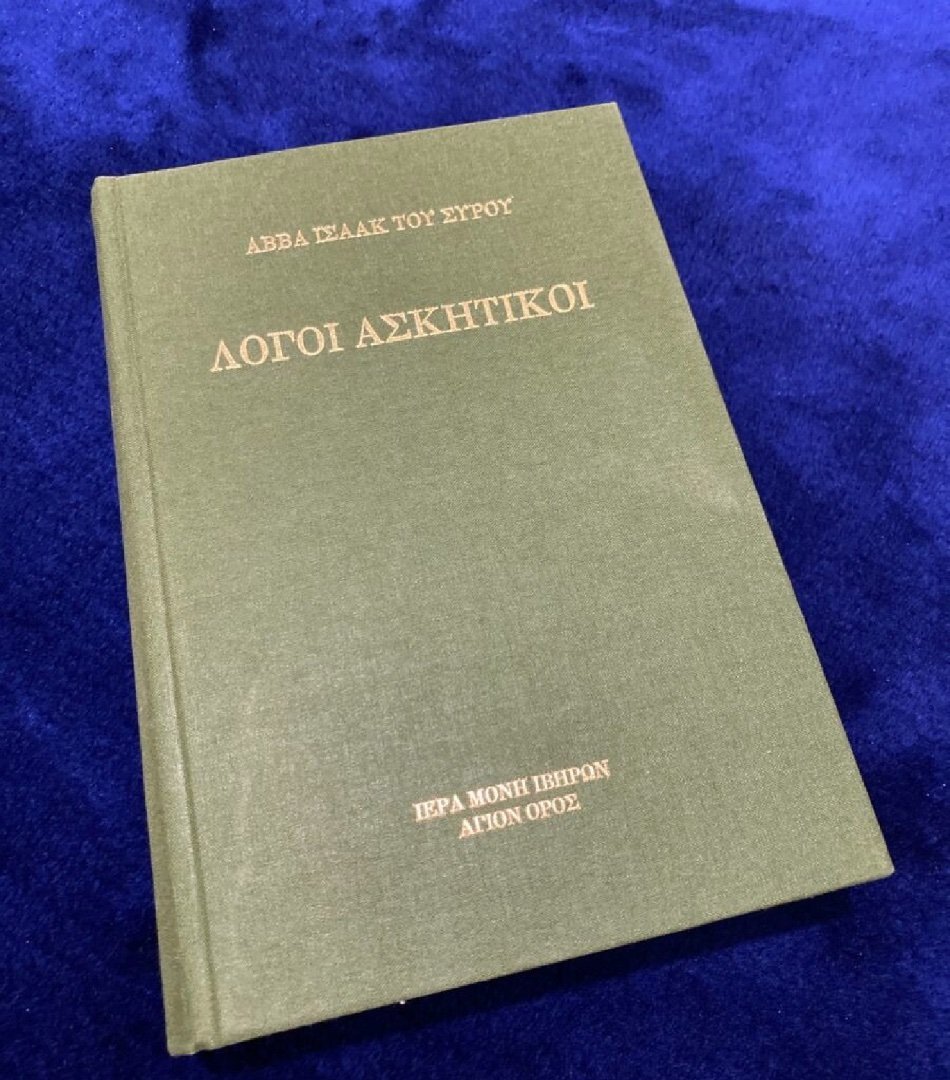 ΑΒΒΑ ΙΣΑΑΚ ΤΟΥ ΣΥΡΟΥ
ΛΟΓΟΙ ΑΣΚΗΤΙΚΟΙ
ΙΕΡΑ ΜΟΝΗ ΙΒΗΡΩΝ
ΑΓΙΟΝ ΟΡΟΣ